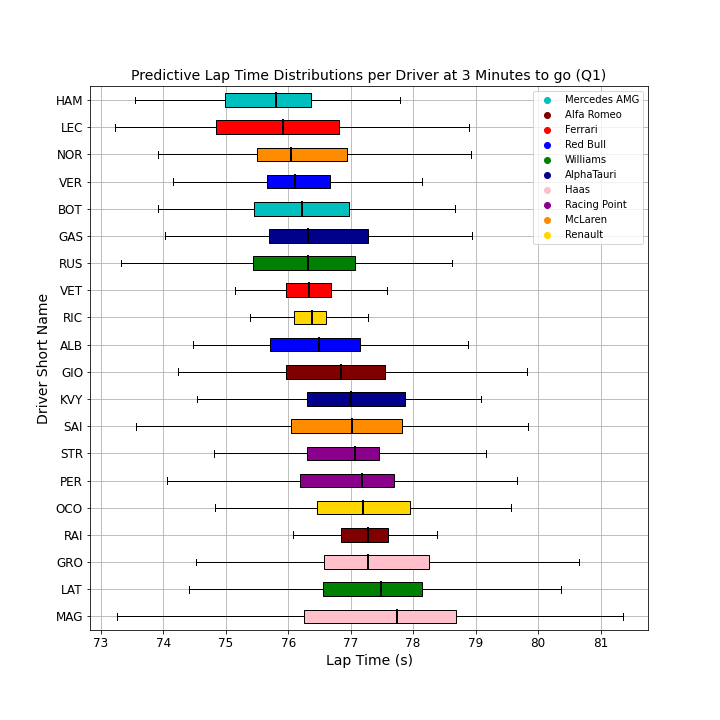 Predictive Lap Time Distributions per Driver at 3 Minutes to go (Q1)
HAM
LEC
NOR
VER
BOT
GAS
RUS
VET
RIC
ALB
GIO
KVY
SAI
STR
PER
OCO
RAI
GRO
LAT
MAG
Driver Short Name
Mercedes AMG
Alfa Romeo
Ferrari
Red Bull
Williams
AlphaTauri
Haas
Racing Point
McLaren
Renault
73 74 75 76 77 78 79 80 81
Lap Time (s)